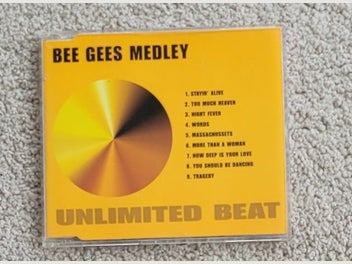 BEE GEES MEDLEY
1. STAYIN' ALIVE
2. TOO MUCH HEAVEN
3. NIGHT FEVER
4. WORDS
5. MASSACHUSSETS
6. MORE THAN A WOMAN
7. HOW DEEP IS YOUR LOVE
8. YOU SHOULD BE DANCING
9. TRAGEDY
UNLIMITED BEAT